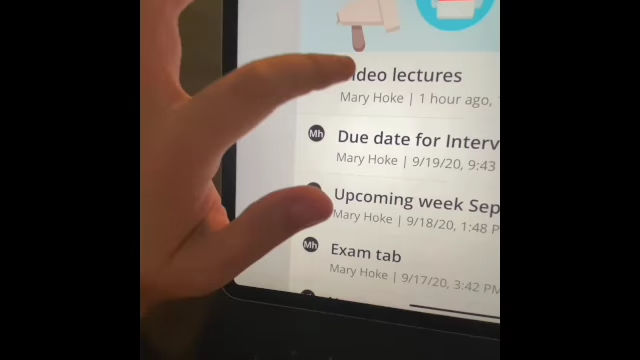 ideo lectures
Mary Hoke | 1 hour ago,
Mh
Due date for Interv
Mary Hoke | 9/19/20, 9:43
Upcoming week Sep
Mary Hoke | 9/18/20, 1:48 P
Mh
Exam tab
Mary Hoke | 9/17/20, 3:42 PM